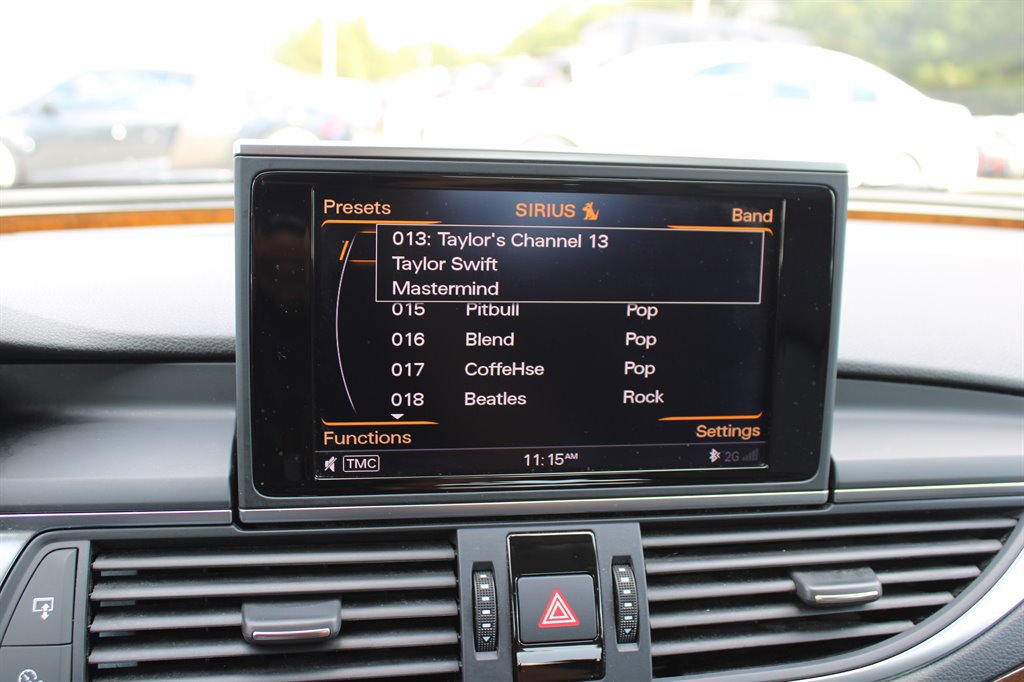 Presets SIRIUS Band
013: Taylor's Channel 13
Taylor Swift
Mastermind
015 Pitbull Pop
016 Blend Pop
017 CoffeHse Pop
018 Beatles Rock
Functions Settings
TMC 11:15AM 2G